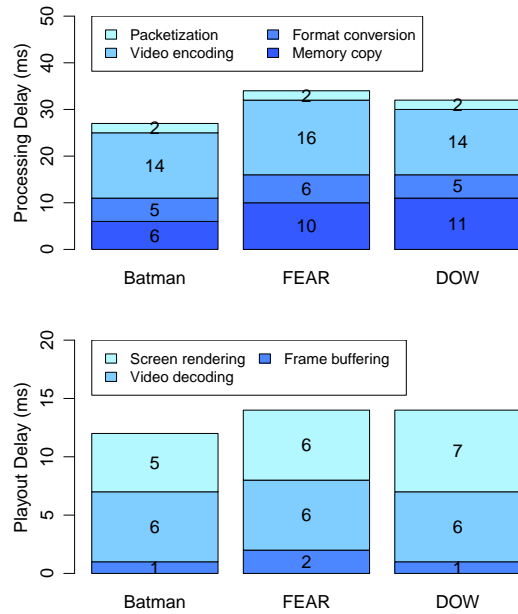 Processing Delay (ms)
50
40
30
20
10
0
Packetization
Format conversion
Video encoding
Memory copy
2
14
5
6
2
16
6
10
2
14
5
11
Batman
FEAR
DOW
Playout Delay (ms)
20
15
10
5
0
Screen rendering
Frame buffering
Video decoding
5
6
1
6
6
2
7
6
1
Batman
FEAR
DOW